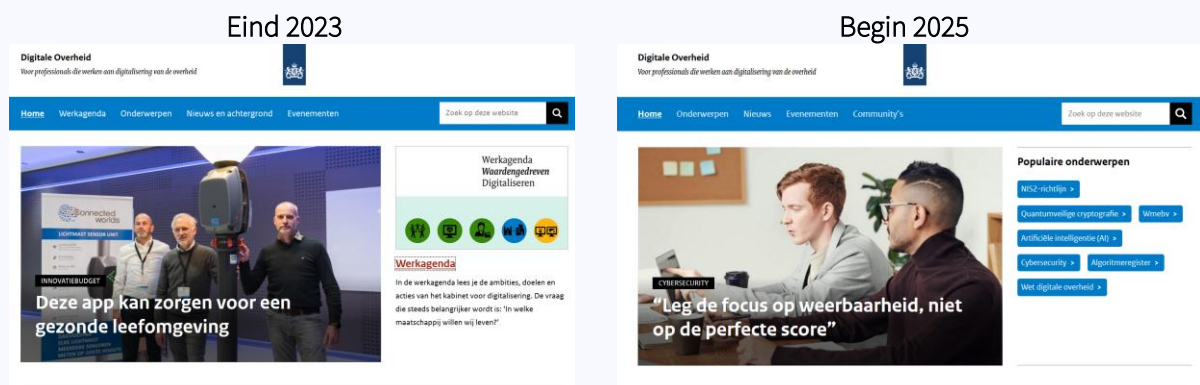 Eind 2023
Digitale Overheid
Voor professionals die werken aan digitalisering van de overheid
Home Werkagenda Onderwerpen Nieuws en achtergrond Evenementen
Zoek op deze website
Connected
worlds
LICHTMAST SENSOR UNIT
INNOVATIEBUDGET
Deze app kan zorgen voor een
gezonde leefomgeving
Werkagenda
Waardengedreven
Digitaliseren
Werkagenda
In de werkagenda lees je de ambities, doelen en
acties van het kabinet voor digitalisering. De vraag
die steeds belangrijker wordt is: 'In welke
maatschappij willen wij leven?'.
Begin 2025
Digitale Overheid
Voor professionals die werken aan digitalisering van de overheid
Home Onderwerpen Nieuws Evenementen Community's
Zoek op deze website
CYBERSECURITY
“Leg de focus op weerbaarheid, niet
op de perfecte score”
Populaire onderwerpen
NIS2-richtlijn >
Quantumveilige cryptografie > Wmebv >
Artificiële intelligentie (AI) >
Cybersecurity > Algoritmeregister >
Wet digitale overheid >